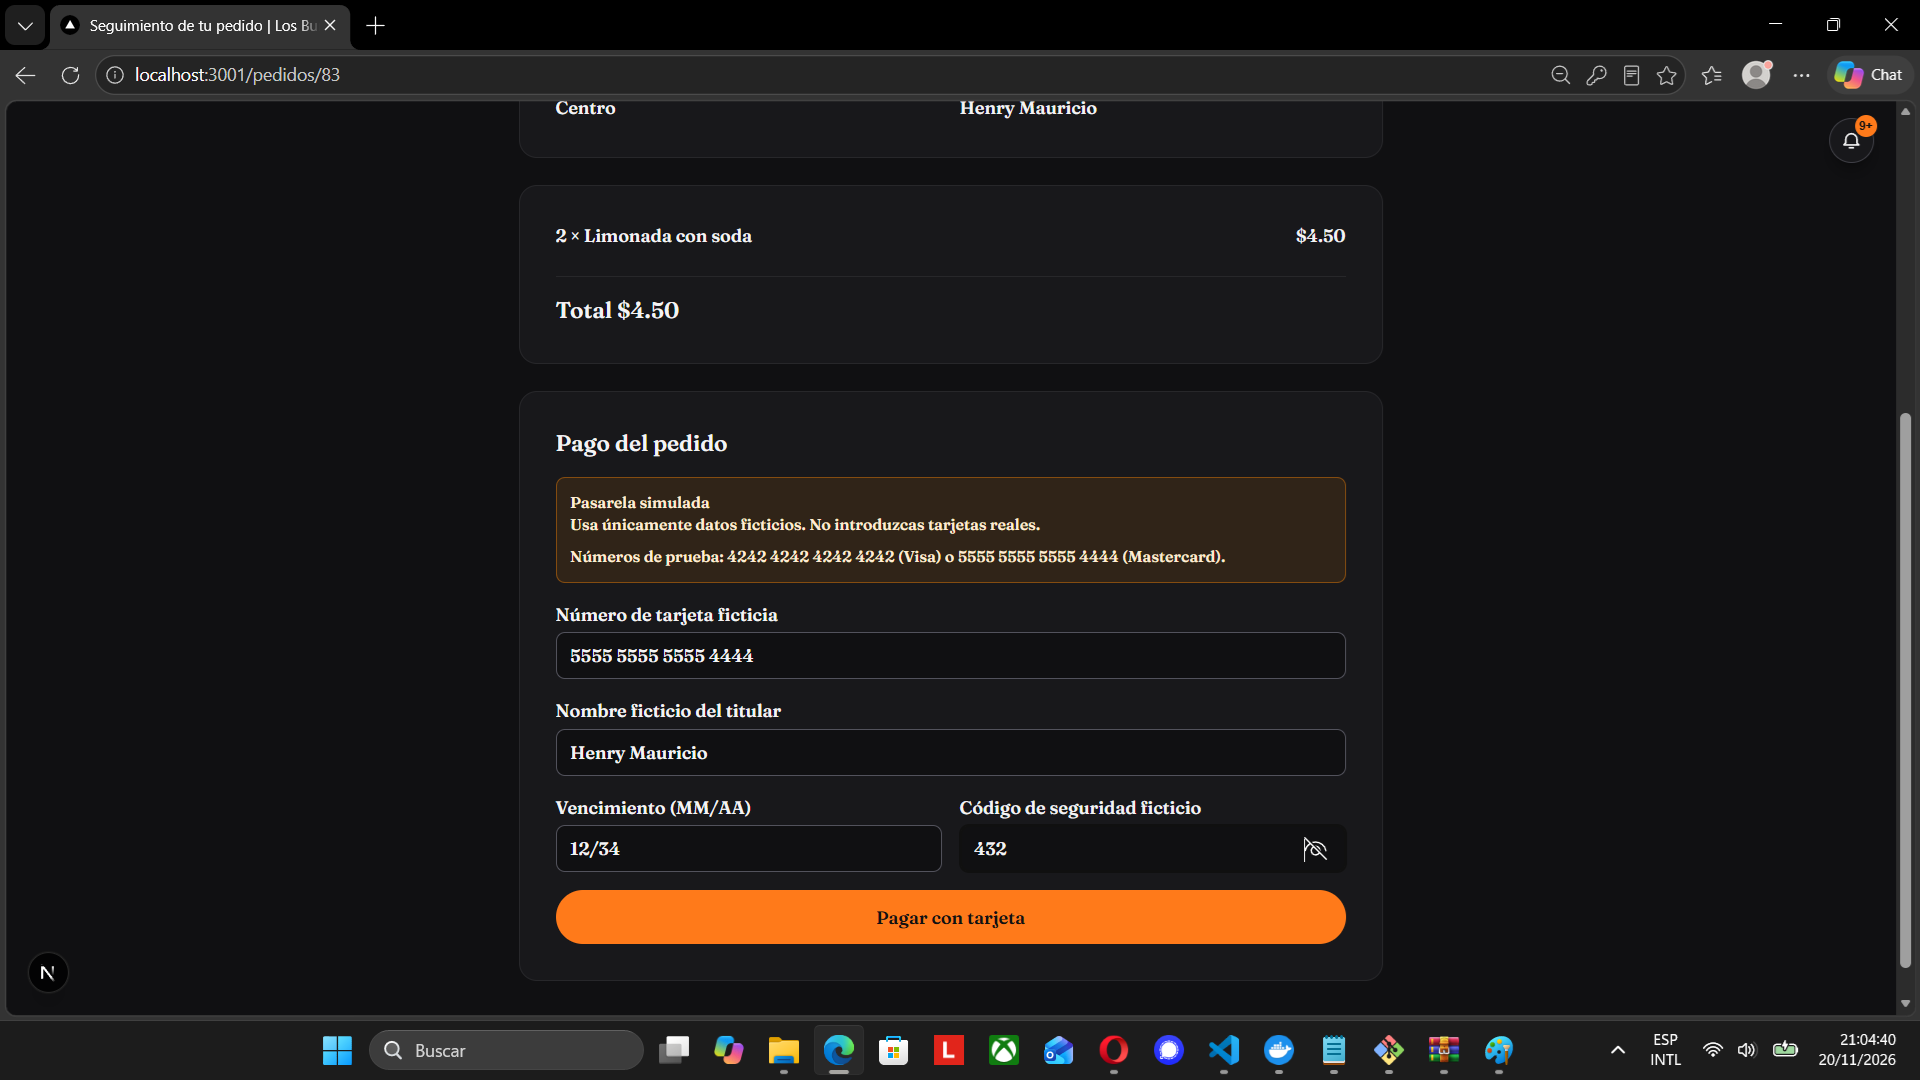 Seguimiento de tu pedido | Los Bu
localhost:3001/pedidos/83
Chat
Centro
Henry Mauricio
9+
2 × Limonada con soda
$4.50
Total $4.50
Pago del pedido
Pasarela simulada
Usa únicamente datos ficticios. No introduzcas tarjetas reales.
Números de prueba: 4242 4242 4242 4242 (Visa) o 5555 5555 5555 4444 (Mastercard).
Número de tarjeta ficticia
5555 5555 5555 4444
Nombre ficticio del titular
Henry Mauricio
Vencimiento (MM/AA)
Código de seguridad ficticio
12/34
432
Pagar con tarjeta
N
Buscar
L
ESP
INTL
21:04:40
20/11/2026